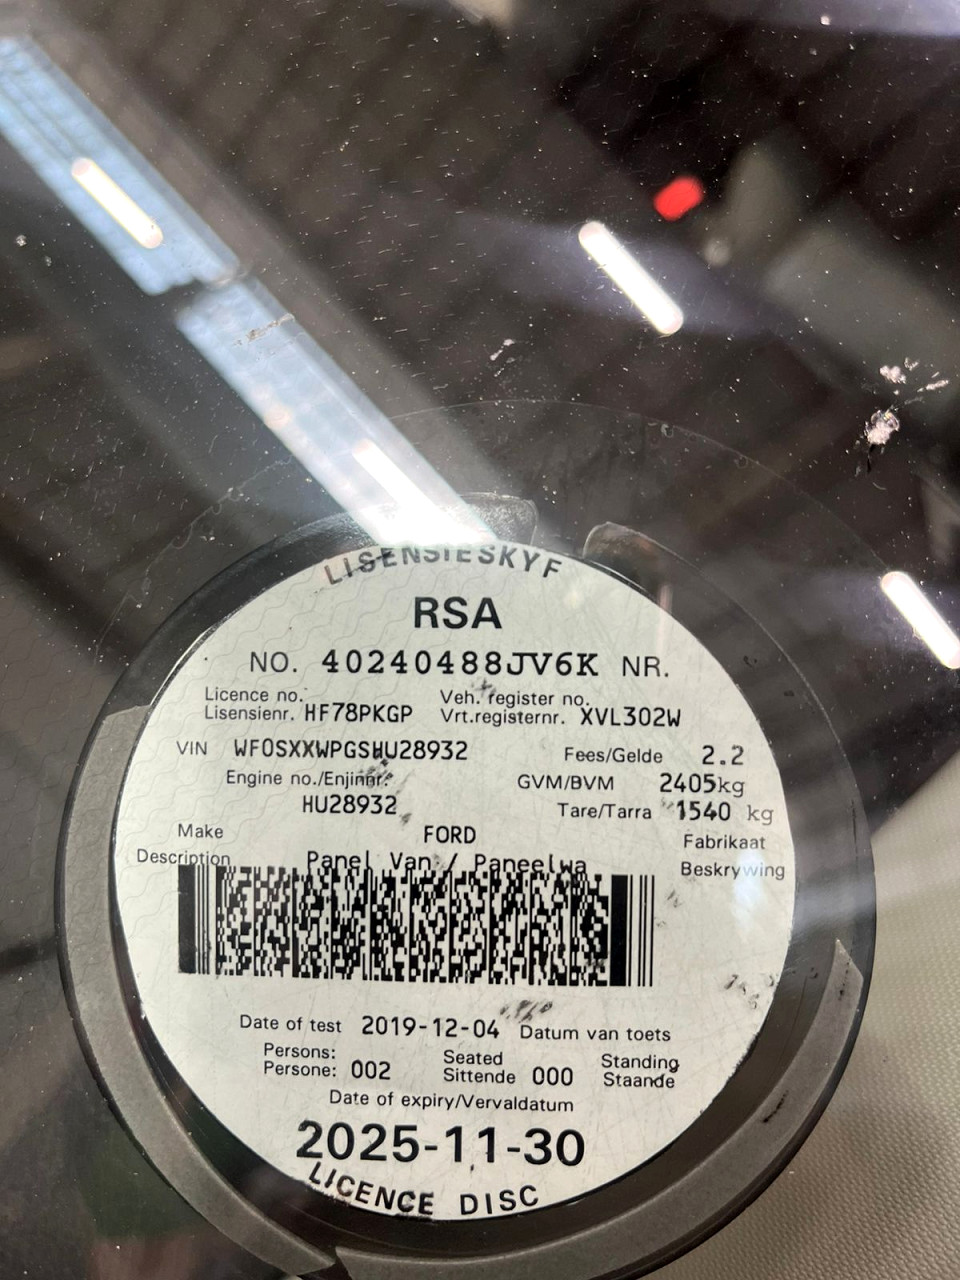 LISENSIESKYF
RSA
NO. 40240488JV6K NR.
Licence no. Veh. register no.
Lisensienr. HF78PKGP Vrt.registernr. XVL302W
VIN WF0SXXWPGSHU28932 Fees/Gelde 2.2
Engine no./Enjinnr. GVM/BVM 2405kg
HU28932 Tare/Tarra 1540 kg
Make FORD Fabrikaat
Description Panel Van / Paneelwa Beskrywing
Date of test 2019-12-04 Datum van toets
Persons: Seated Standing
Persone: 002 Sittende 000 Staande
Date of expiry/Vervaldatum
2025-11-30
LICENCE DISC